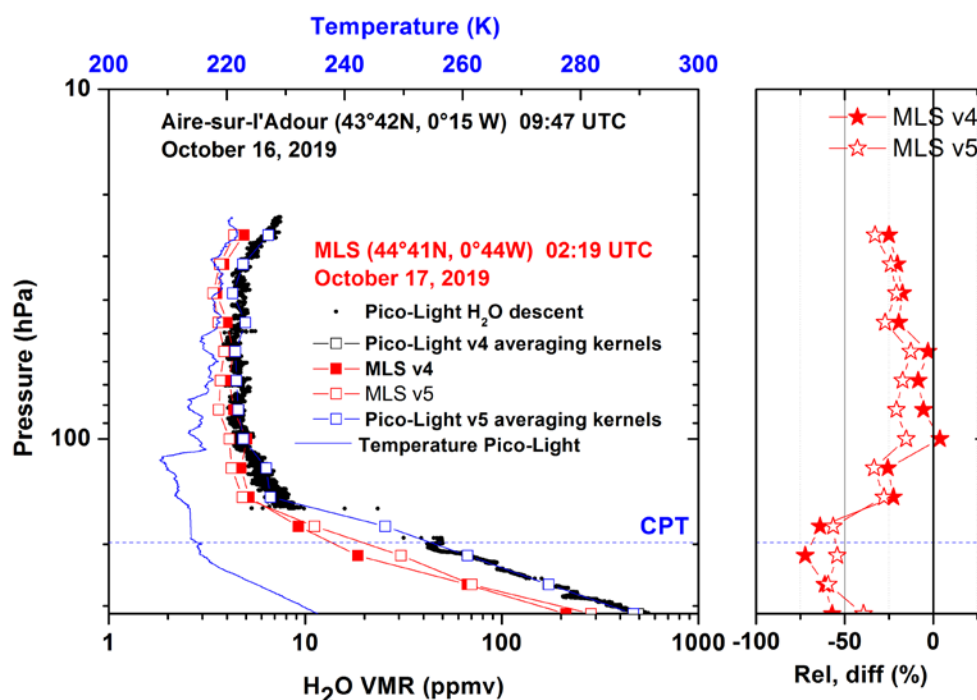 Temperature (K)
200 220 240 260 280 300
10
100
Pressure (hPa)
Aire-sur-l'Adour (43°42N, 0°15 W) 09:47 UTC
October 16, 2019
MLS (44°41N, 0°44W) 02:19 UTC
October 17, 2019
Pico-Light H₂O descent
Pico-Light v4 averaging kernels
MLS v4
MLS v5
Pico-Light v5 averaging kernels
Temperature Pico-Light
CPT
1 10 100 1000
H₂O VMR (ppmv)
MLS v4
MLS v5
-100 -50 0
Rel, diff (%)